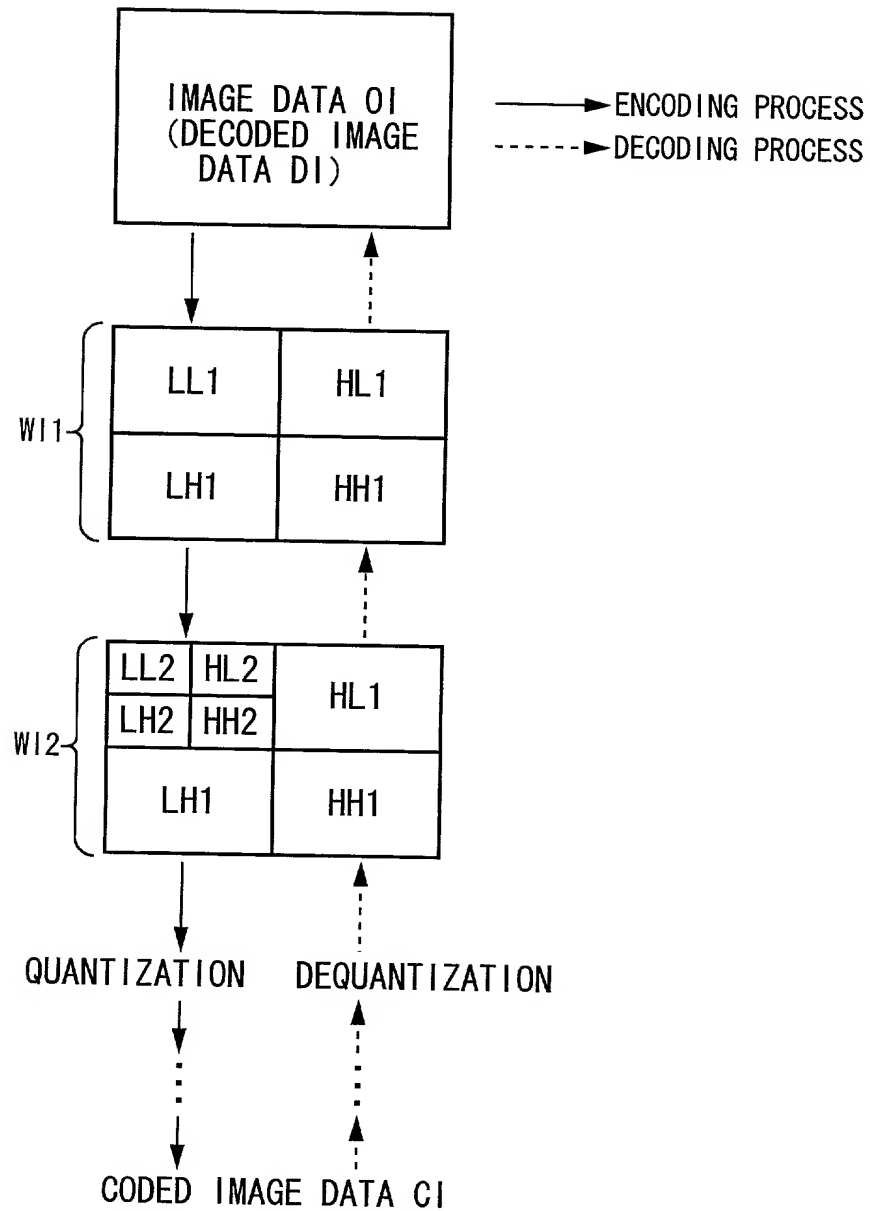 IMAGE DATA OI
(DECODED IMAGE
DATA DI)
ENCODING PROCESS
DECODING PROCESS
WI1
LL1 HL1
LH1 HH1
WI2
LL2 HL2
HL1
LH2 HH2
LH1 HH1
QUANTIZATION DEQUANTIZATION
CODED IMAGE DATA CI